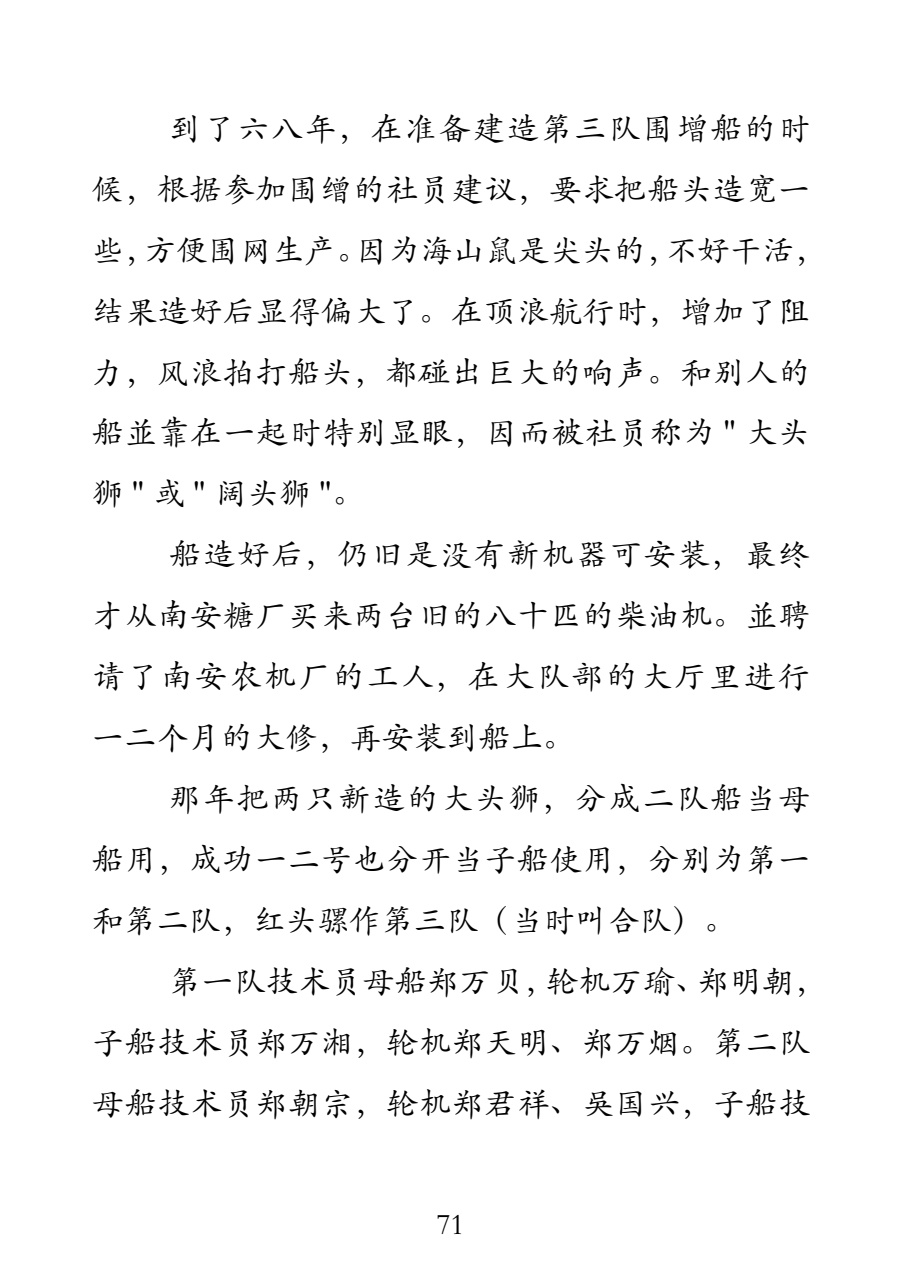 到了六八年，在准备建造第三队围增船的时
候，根据参加围缯的社员建议，要求把船头造宽一
些，方便围网生产。因为海山鼠是尖头的，不好干活，
结果造好后显得偏大了。在顶浪航行时，增加了阻
力，风浪拍打船头，都碰出巨大的响声。和别人的
船並靠在一起时特别显眼，因而被社员称为＂大头
狮＂或＂阔头狮＂。
船造好后，仍旧是没有新机器可安装，最终
才从南安糖厂买来两台旧的八十匹的柴油机。並聘
请了南安农机厂的工人，在大队部的大厅里进行
一二个月的大修，再安装到船上。
那年把两只新造的大头狮，分成二队船当母
船用，成功一二号也分开当子船使用，分别为第一
和第二队，红头骡作第三队（当时叫合队）。
第一队技术员母船郑万贝，轮机万瑜、郑明朝，
子船技术员郑万湘，轮机郑天明、郑万烟。第二队
母船技术员郑朝宗，轮机郑君祥、吴国兴，子船技
71